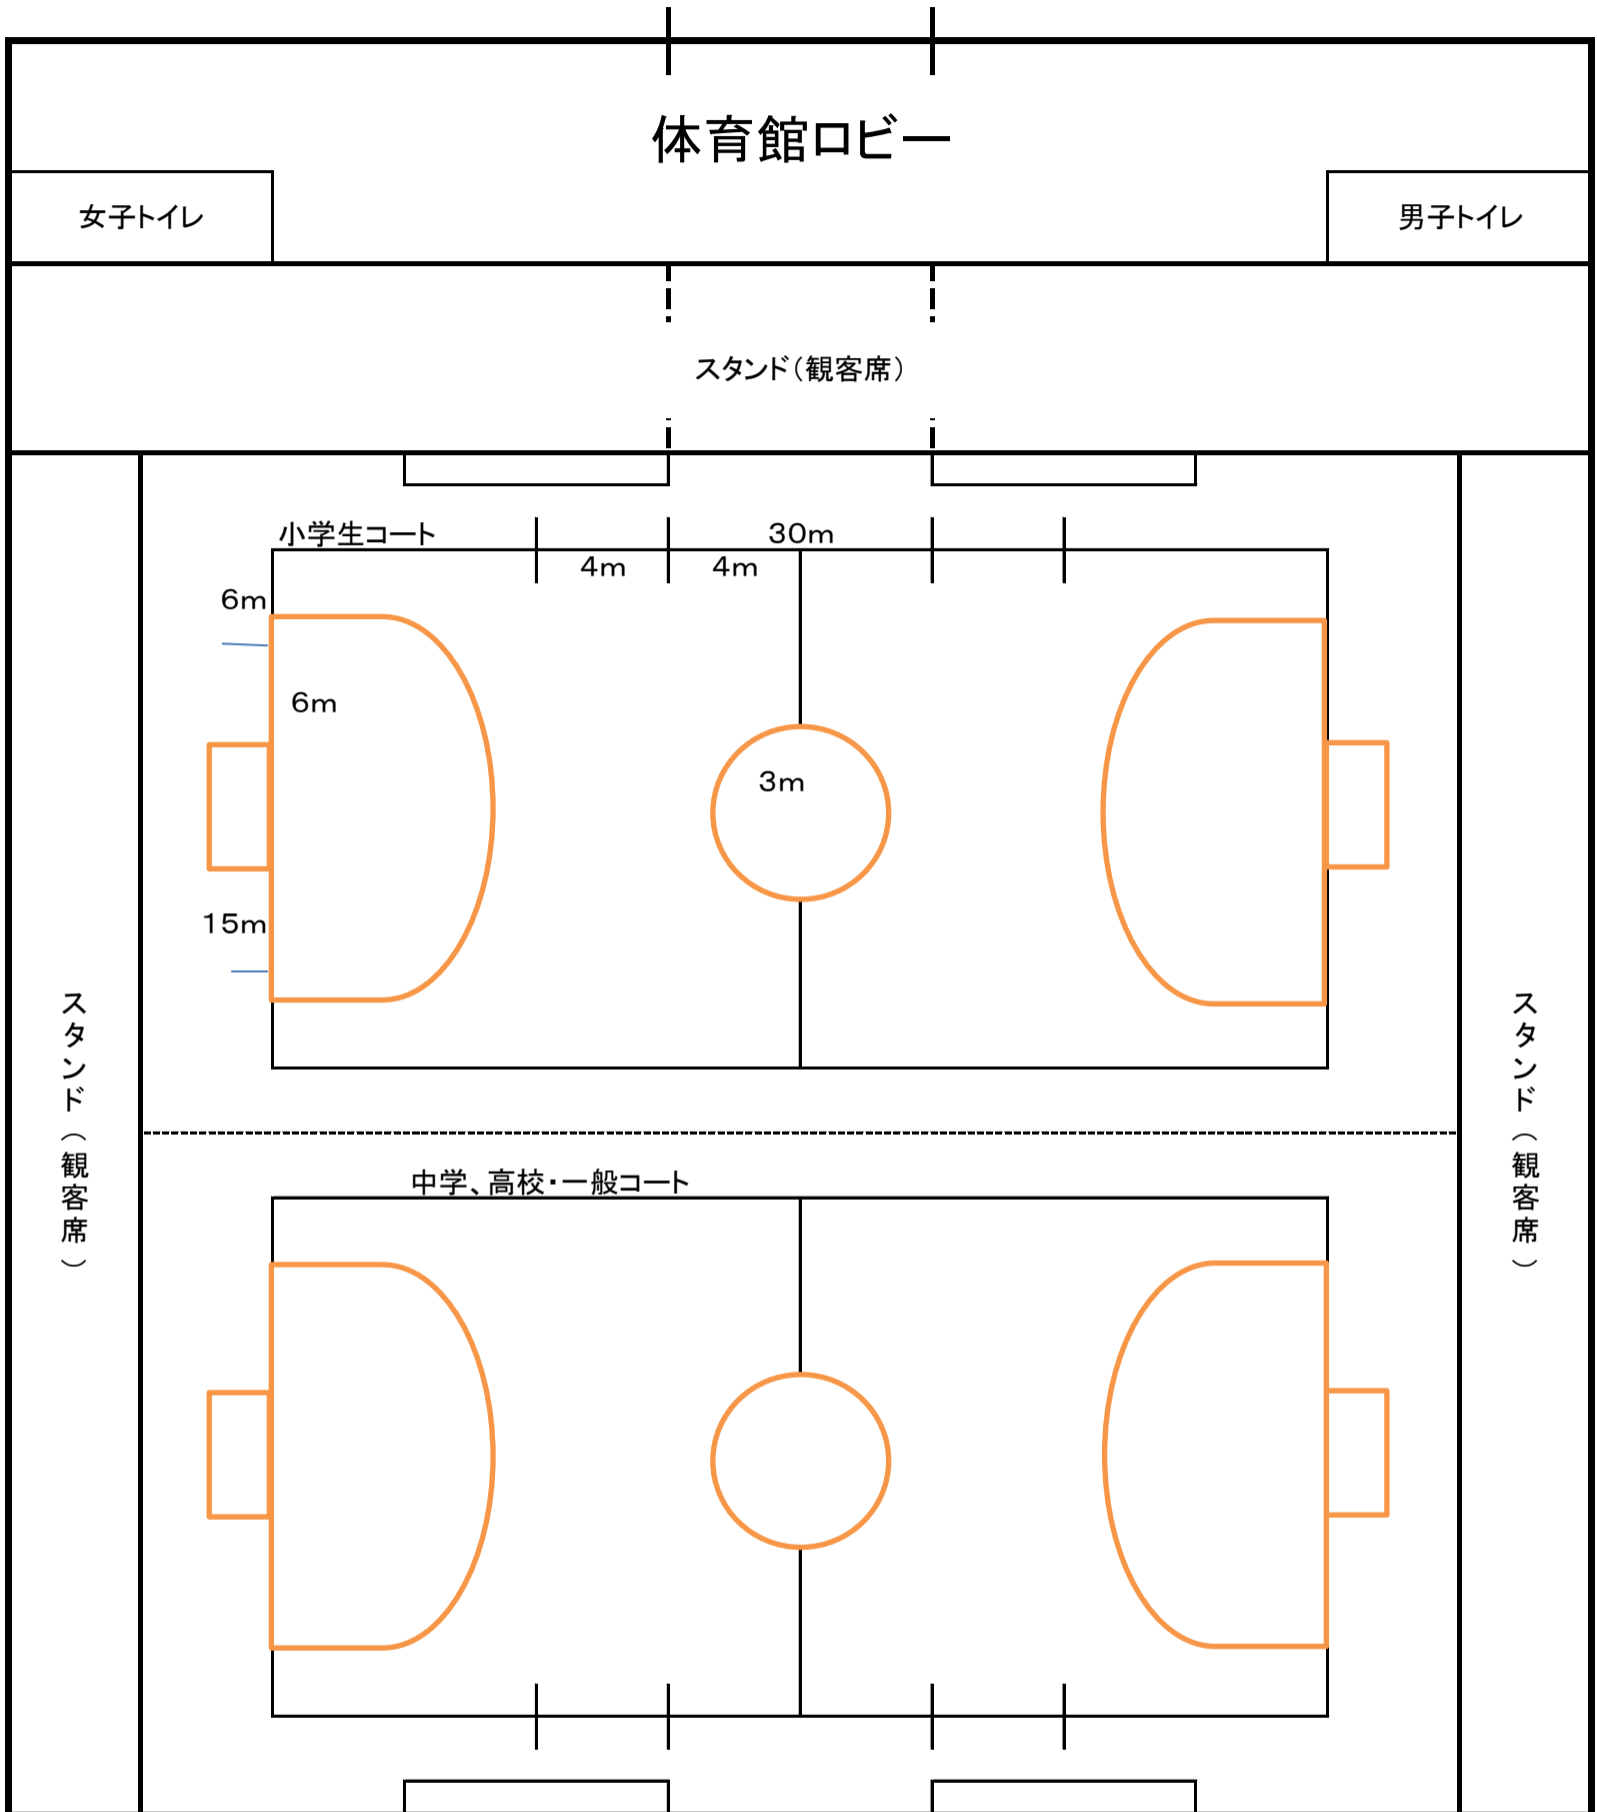 体育館ロビー
女子トイレ
男子トイレ
スタンド（観客席）
小学生コート
30m
4m
4m
6m
6m
3m
15m
スタンド（観客席）
スタンド（観客席）
中学、高校・一般コート